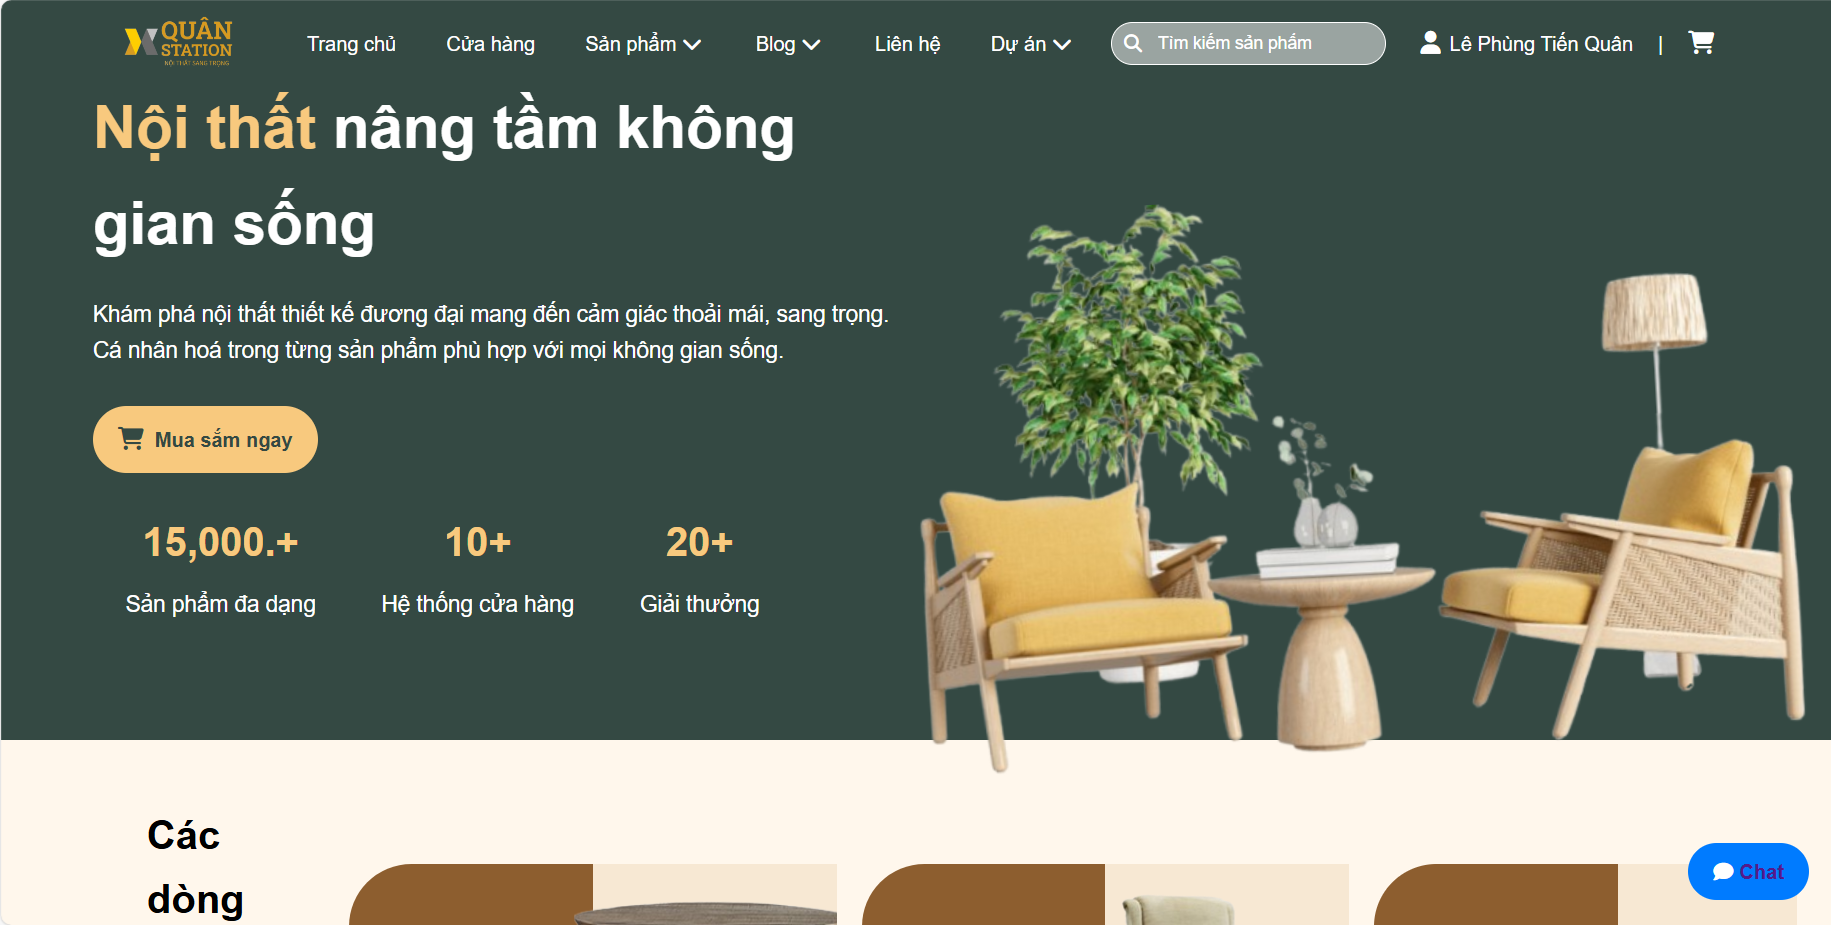 QUÂN
STATION
NỘI THẤT SANG TRỌNG
Trang chủ
Cửa hàng
Sản phẩm
Blog
Liên hệ
Dự án
Tìm kiếm sản phẩm
Lê Phùng Tiến Quân
|
Nội thất nâng tầm không
gian sống
Khám phá nội thất thiết kế đương đại mang đến cảm giác thoải mái, sang trọng.
Cá nhân hoá trong từng sản phẩm phù hợp với mọi không gian sống.
Mua sắm ngay
15,000.+
10+
20+
Sản phẩm đa dạng
Hệ thống cửa hàng
Giải thưởng
Các
dòng
Chat